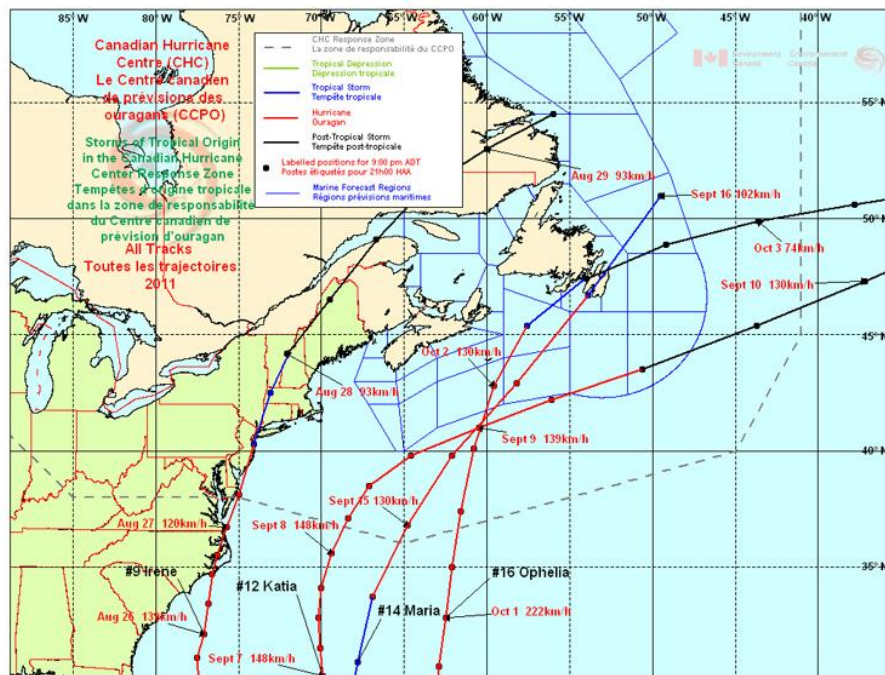 85°W
80°W
75°W
70°W
65°W
60°W
55°W
50°W
45°W
40°W
Canadian Hurricane
Centre (CHC)
Le Centre Canadien
de prévisions des
ouragans (CCPO)
Storms of Tropical Origin
in the Canadian Hurricane
Center Response Zone
Tempêtes d'origine tropicale
dans la zone de responsabilité
du Centre canadien de
prévision d'ouragan
All Tracks
Toutes les trajectoires
2011
CHC Response Zone
La zone de responsabilité du CCPO
Tropical Depression
Dépression tropicale
Tropical Storm
Tempête tropicale
Hurricane
Ouragan
Post-Tropical Storm
Tempête post-tropicale
Labelled positions for 9:00 pm ADT
Postes étiquetés pour 21h00 HAA
Marine Forecast Regions
Régions prévisions maritimes
Environment Environnement
Canada Canada
55°N
Aug 29 93km/h
Sept 16 102km/h
50°N
Oct 3 74km/h
Sept 10 130km/h
45°N
Oct 2 130km/h
Aug 28 93km/h
Sept 9 139km/h
40°N
Sept 15 130km/h
Aug 27 120km/h
Sept 8 148km/h
35°N
#9 Irene
#12 Katia
#16 Ophelia
#14 Maria
Aug 26 139km/h
Oct 1 222km/h
Sept 7 148km/h